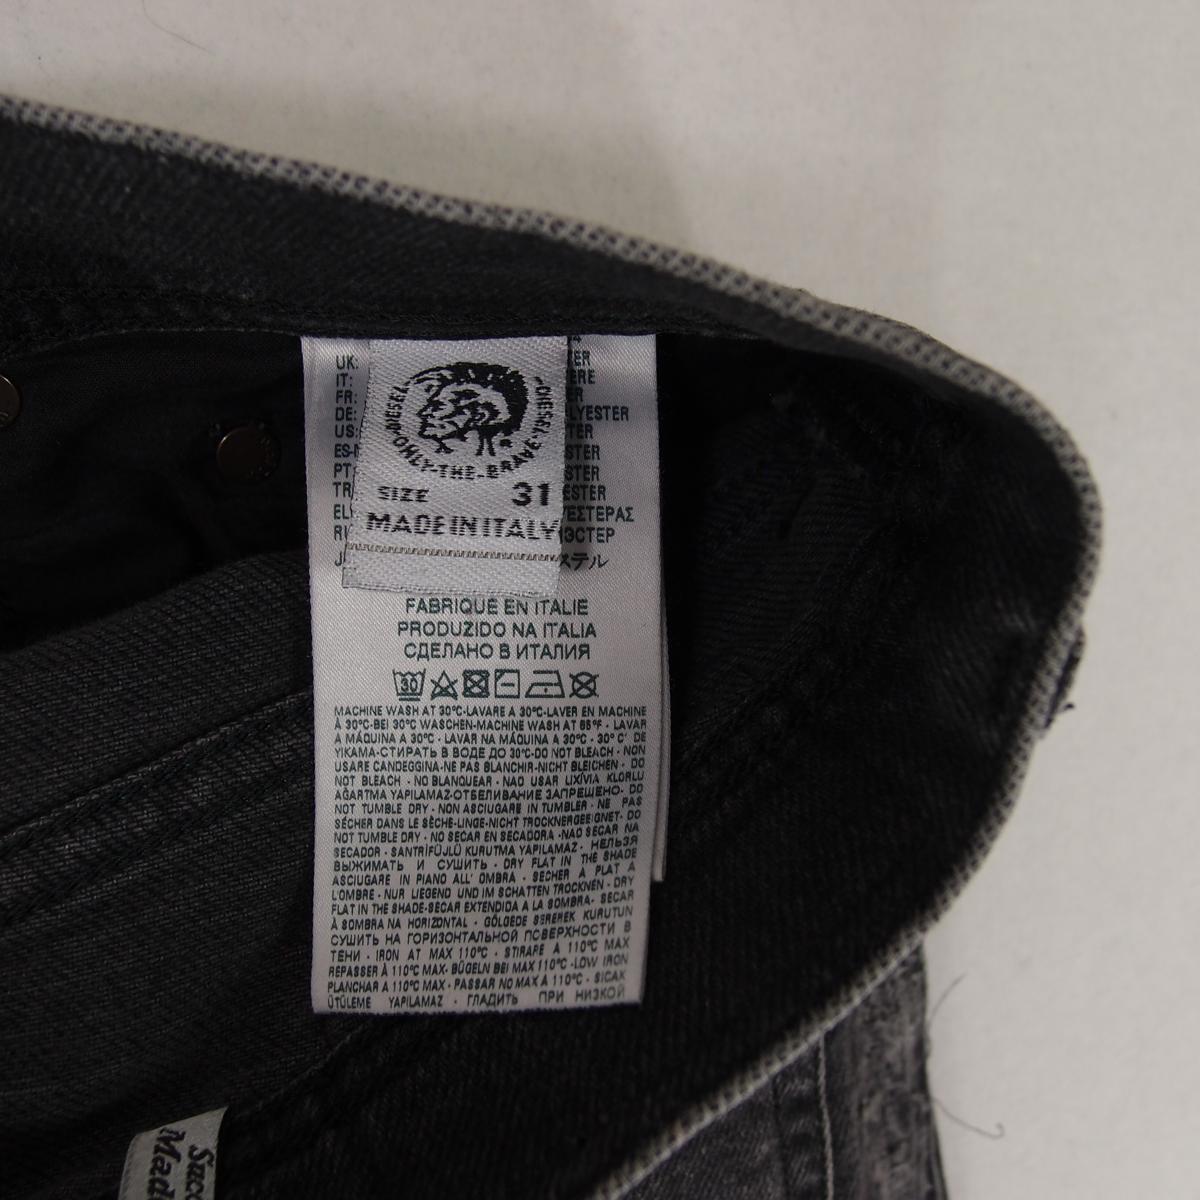 UK:
IT:
FR:
DE:
US:
PT:
TR
LYESTER
DIESEL
DIESEL
ONLY-THE-BRAVE
SIZE 31
MADE IN ITALY
FABRIQUÉ EN ITALIE
PRODUZIDO NA ITALIA
СДЕЛАНО В ИТАЛИЯ
30
MACHINE WASH AT 30°C-LAVARE A 30°C-LAVER EN MACHINE
À 30°C-BEI 30°C WASCHEN-MACHINE WASH AT 86°F - LAVAR
A MÁQUINA A 30°C - LAVAR NA MÁQUINA A 30°C - 30° C' DE
YIKAMA-СТИРАТЬ В ВОДЕ ДО 30°C-DO NOT BLEACH - NON
USARE CANDEGGINA-NE PAS BLANCHIR-NICHT BLEICHEN - DO
NOT BLEACH - NO BLANQUEAR - NAO USAR LIXÍVIA KLORLU
AĞARTMA YAPILAMAZ-ОТБЕЛИВАНИЕ ЗАПРЕШЕНО- DO
NOT TUMBLE DRY - NON ASCIUGARE IN TUMBLER - NE PAS
SÉCHER DANS LE SÈCHE-LINGE-NICHT TROCKNERGEEIGNET- DO
NOT TUMBLE DRY - NO SECAR EN SECADORA -NAO SECAR NA
SECADOR - SANTRİFÜJLÜ KURUTMA YAPILAMAZ - НЕЛЬЗЯ
ВЫЖИМАТЬ И СУШИТЬ - DRY FLAT IN THE SHADE
ASCIUGARE IN PIANO ALL' OMBRA - SECHER A PLAT A
L'OMBRE - NUR LIEGEND UND IM SCHATTEN TROCKNEN - DRY
FLAT IN THE SHADE-SECAR EXTENDIDA A LA SOMBRA- SECAR
À SOMBRA NA HORIZONTAL - GÖLGEDE SEREREK KURUTUN
СУШИТЬ НА ГОРИЗОНТАЛЬНОЙ ПОВЕРХНОСТИ В
ТЕНИ - IRON AT MAX 110°C - STIRARE A 110°C MAX
REPASSER À 110°C MAX- BÜGELN BEI MAX 110°C -LOW IRON
PLANCHAR A 110°C MAX - PASSAR NO MAX A 110°C - SICAK
ÜTÜLEME YAPILAMAZ - ГЛАДИТЬ ПРИ НИЗКОЙ